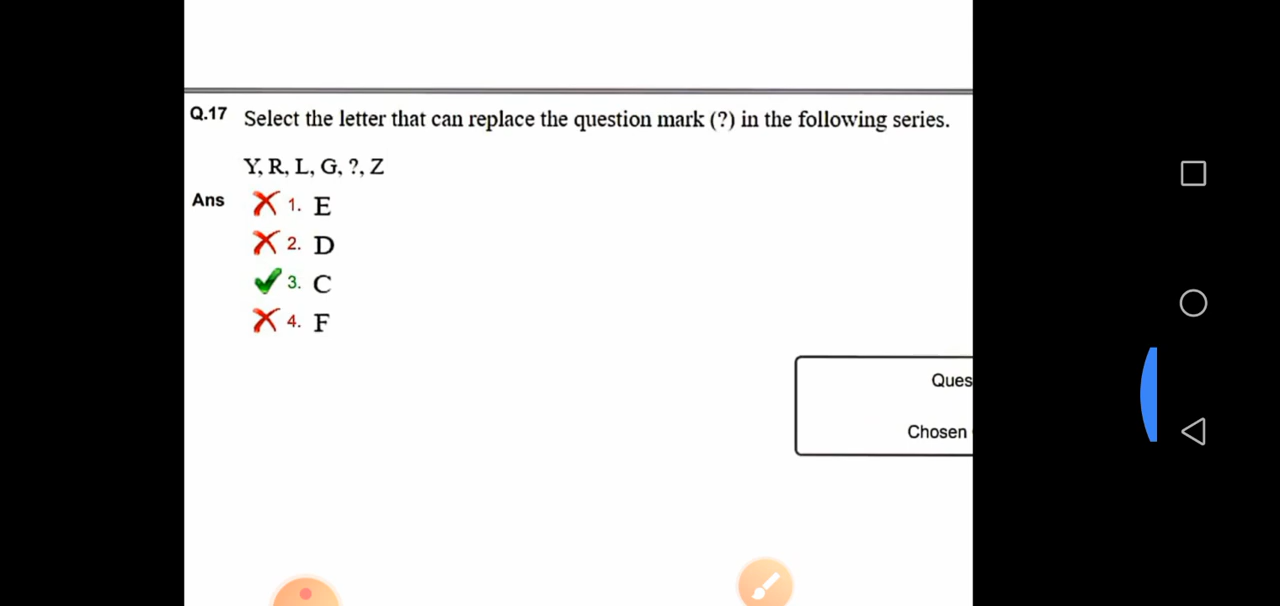 Q.17 Select the letter that can replace the question mark (?) in the following series.
Y, R, L, G, ?, Z
Ans 1. E
2. D
3. C
4. F
Ques
Chosen